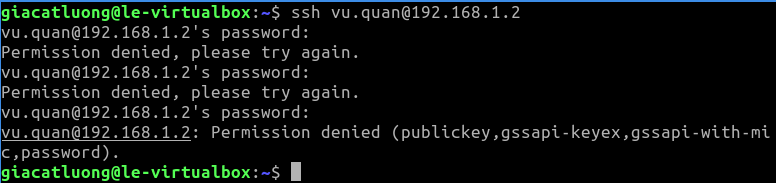 giacatluong@le-virtualbox:~$ ssh vu.quan@192.168.1.2
vu.quan@192.168.1.2's password:
Permission denied, please try again.
vu.quan@192.168.1.2's password:
Permission denied, please try again.
vu.quan@192.168.1.2's password:
vu.quan@192.168.1.2: Permission denied (publickey,gssapi-keyex,gssapi-with-mi
c,password).
giacatluong@le-virtualbox:~$